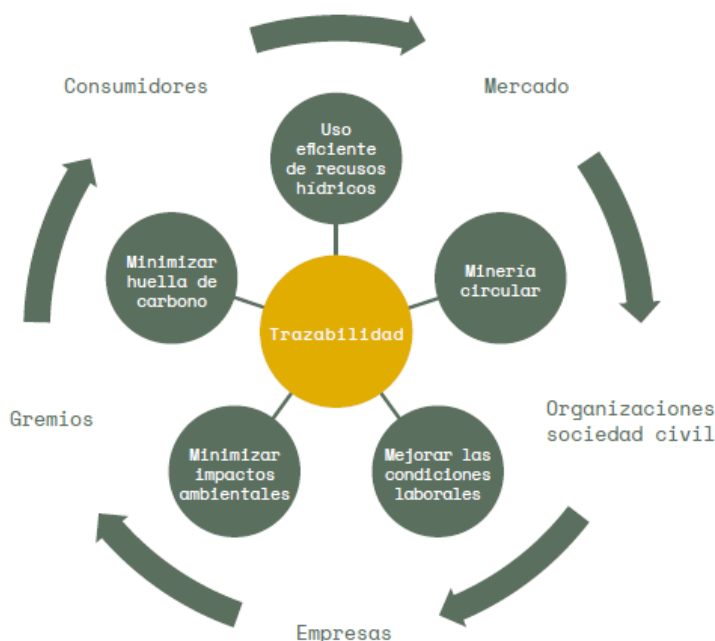 Consumidores
Mercado
Uso
eficiente
de recusos
hídricos
Minimizar
huella de
carbono
Minería
circular
Trazabilidad
Gremios
Organizaciones
sociedad civil
Minimizar
impactos
ambientales
Mejorar las
condiciones
laborales
Empresas